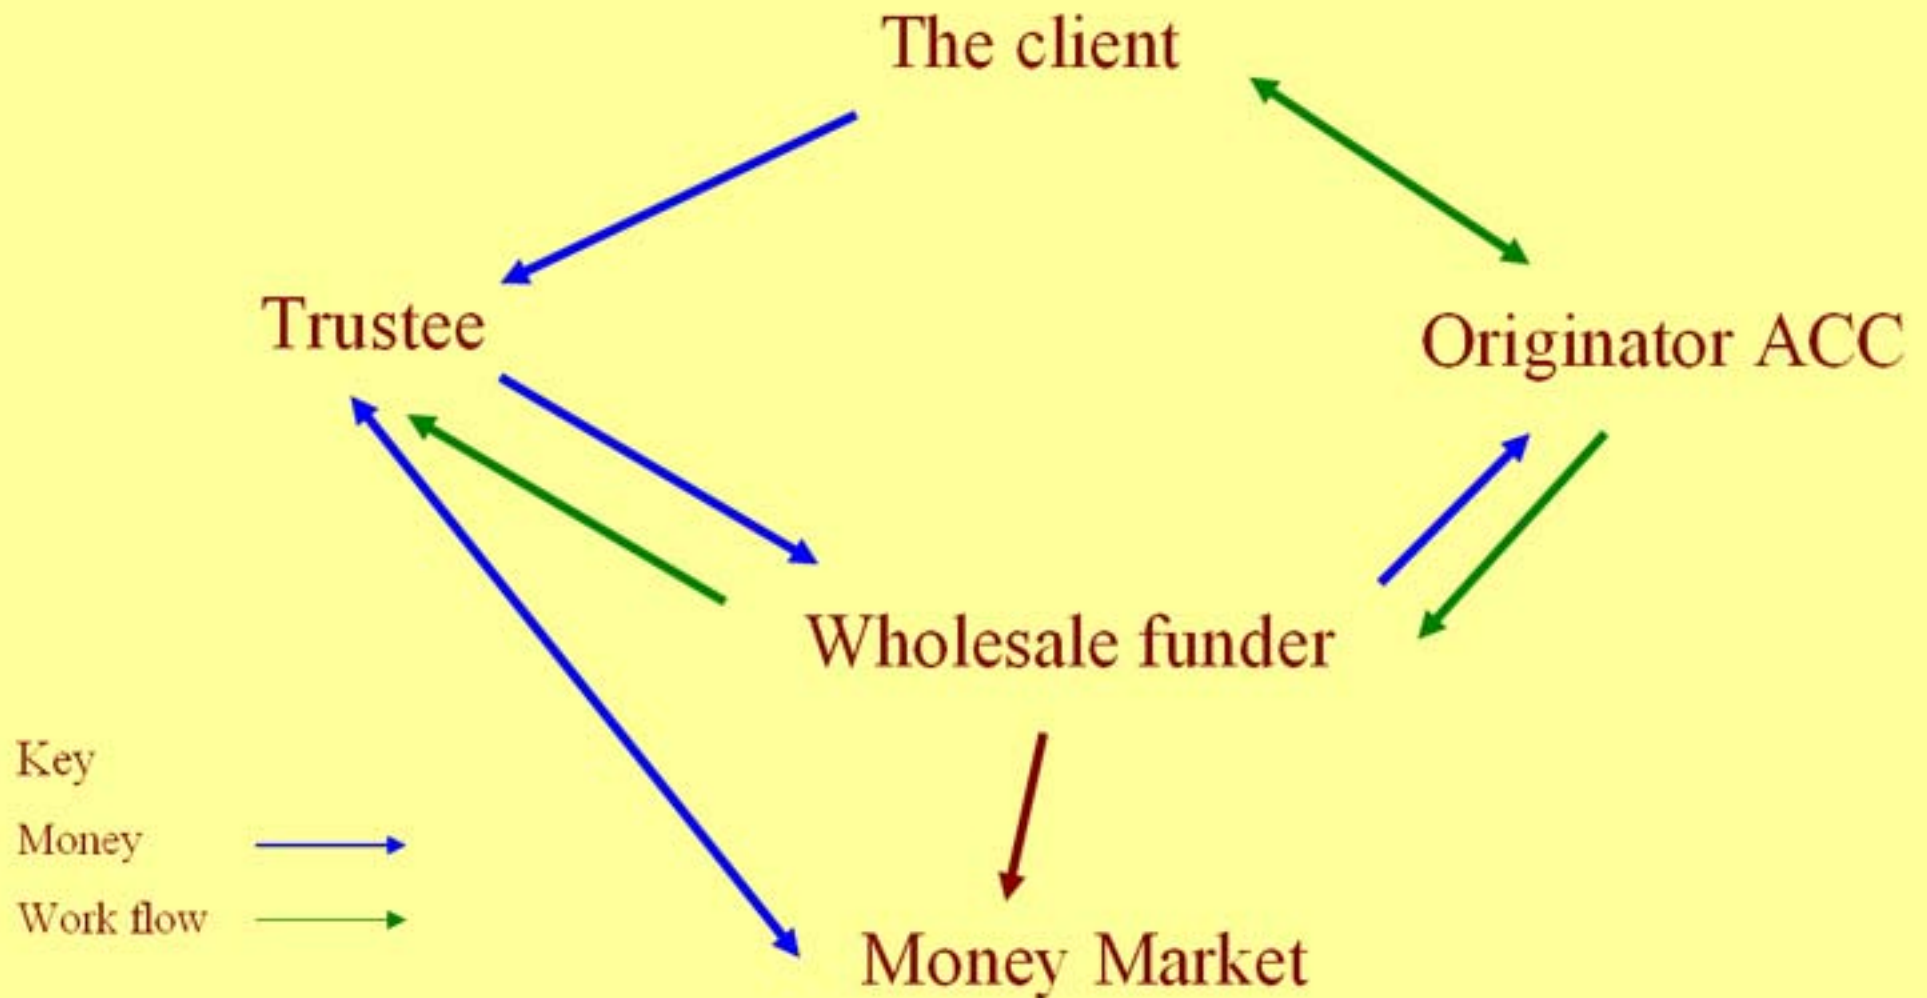 The client
Trustee
Originator ACC
Wholesale funder
Key
Money
Work flow
Money Market